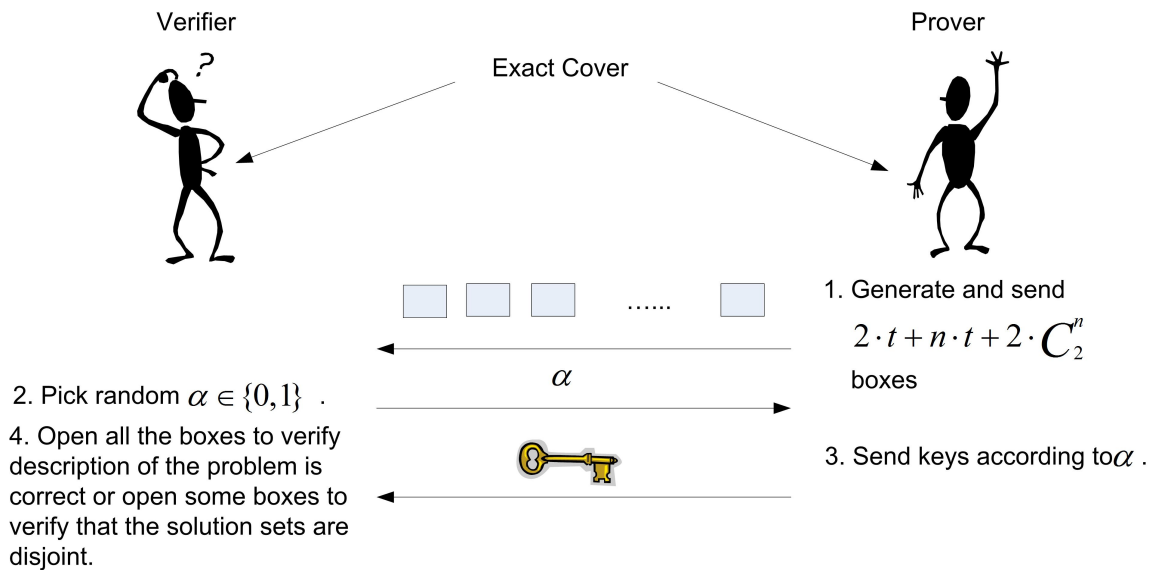 Verifier
Prover
?
Exact Cover
1. Generate and send
2·t+n·t+2·C₂ⁿ
boxes
......
α
2. Pick random α ∈ {0,1} .
4. Open all the boxes to verify
description of the problem is
correct or open some boxes to
verify that the solution sets are
disjoint.
3. Send keys according toα .